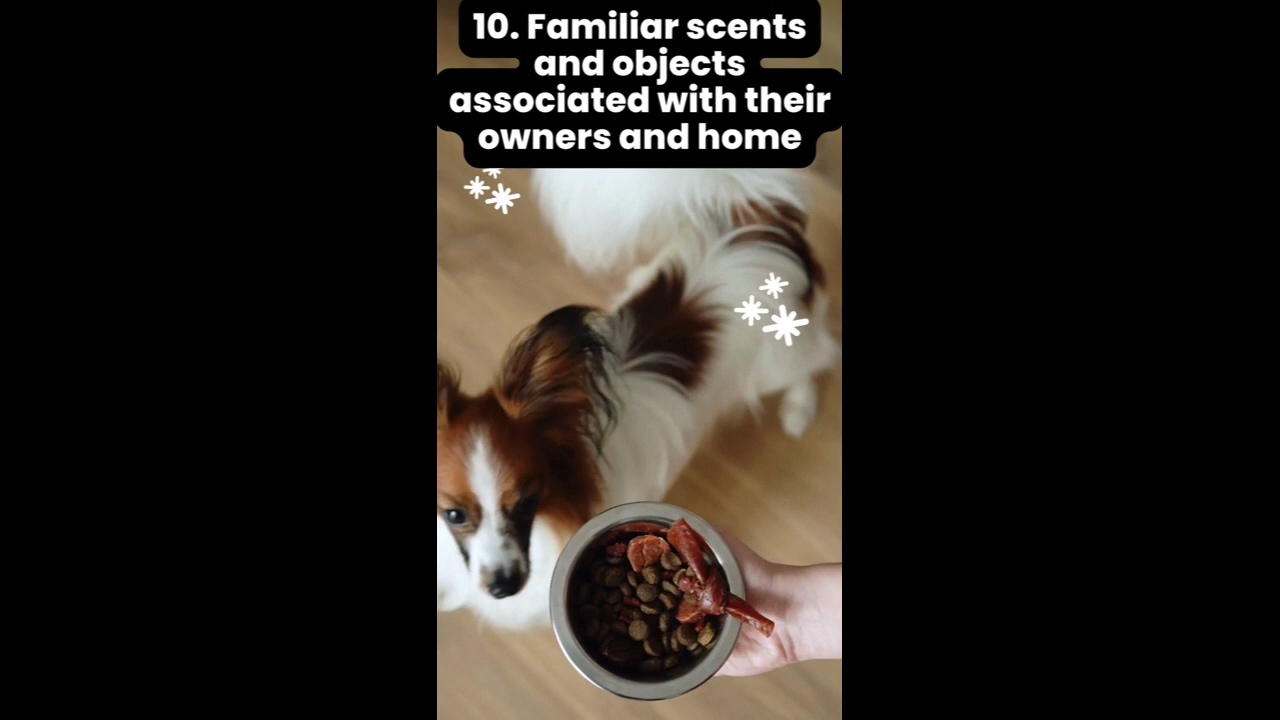 10. Familiar scents
and objects
associated with their
owners and home